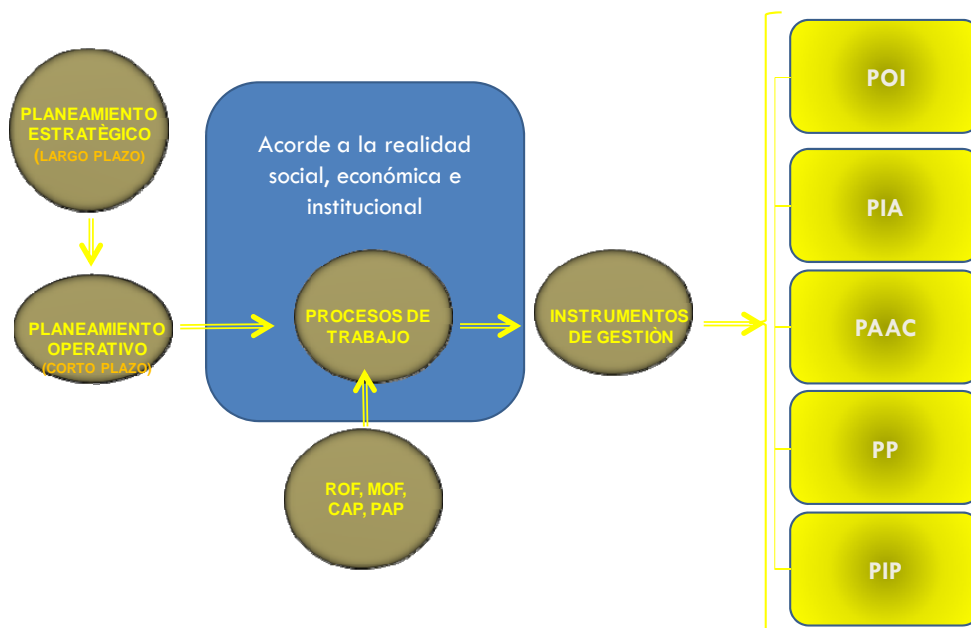 PLANEAMIENTO
ESTRATÈGICO
(LARGO PLAZO)
PLANEAMIENTO
OPERATIVO
(CORTO PLAZO)
Acorde a la realidad
social, económica e
institucional
PROCESOS DE
TRABAJO
ROF, MOF,
CAP, PAP
INSTRUMENTOS
DE GESTIÒN
POI
PIA
PAAC
PP
PIP